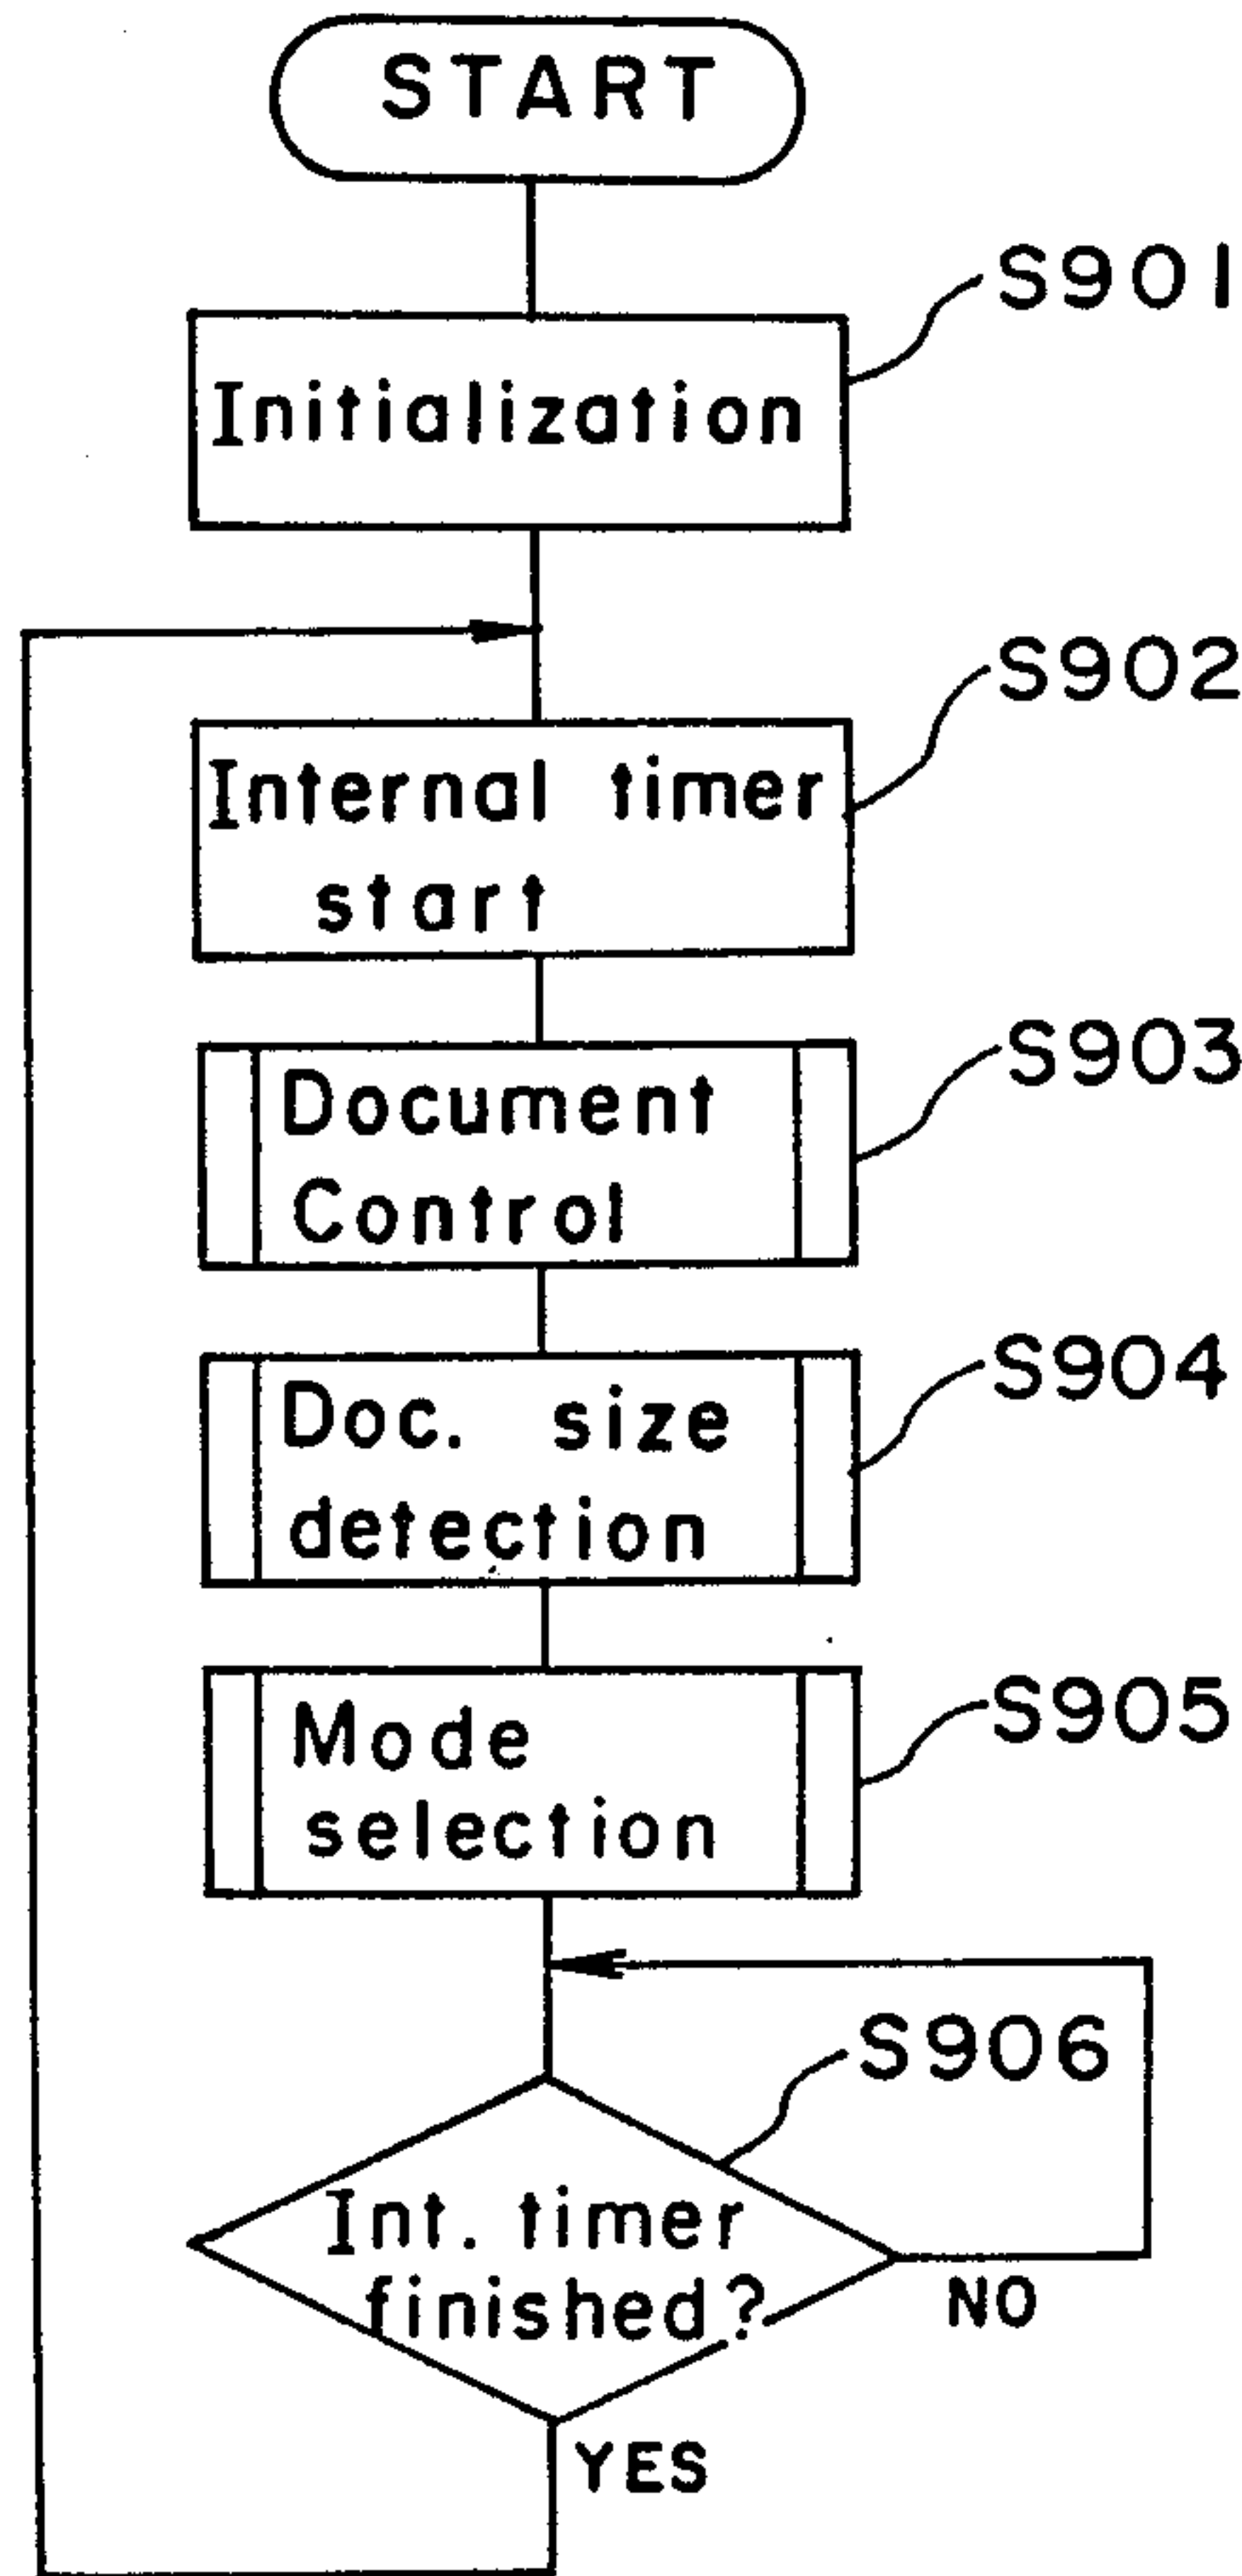 START
S901
Initialization
S902
Internal timer
start
S903
Document
Control
S904
Doc. size
detection
S905
Mode
selection
S906
Int. timer
finished?
NO
YES